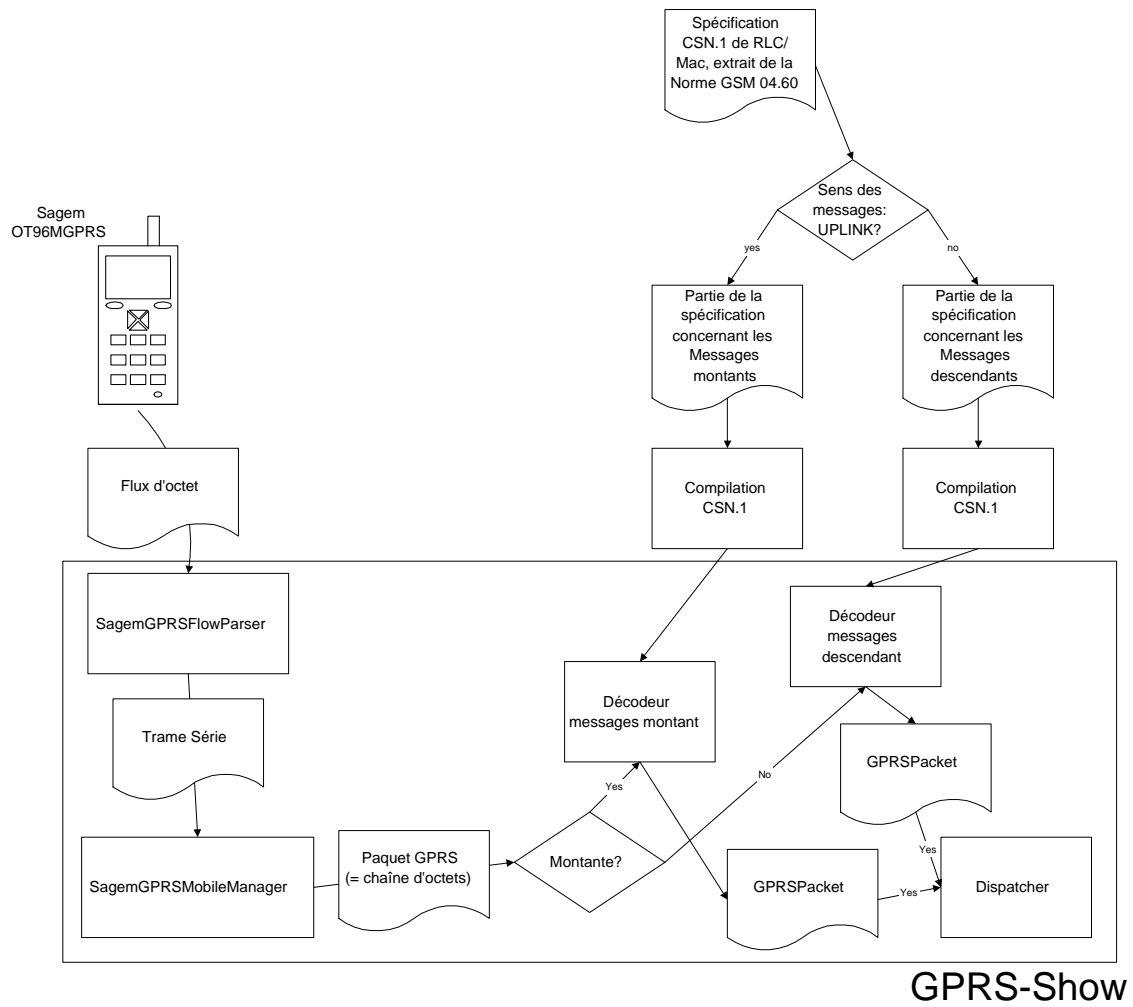 Spécification
CSN.1 de RLC/
Mac, extrait de la
Norme GSM 04.60
Sens des
messages:
UPLINK?
yes
no
Sagem
OT96MGPRS
Partie de la
spécification
concernant les
Messages
montants
Partie de la
spécification
concernant les
Messages
descendants
Flux d'octet
Compilation
CSN.1
Compilation
CSN.1
SagemGPRSFlowParser
Décodeur
messages
descendant
Décodeur
messages montant
Trame Série
GPRSPacket
No
Yes
Yes
SagemGPRSMobileManager
Paquet GPRS
(= chaîne d'octets)
Montante?
GPRSPacket
Yes
Dispatcher
GPRS-Show